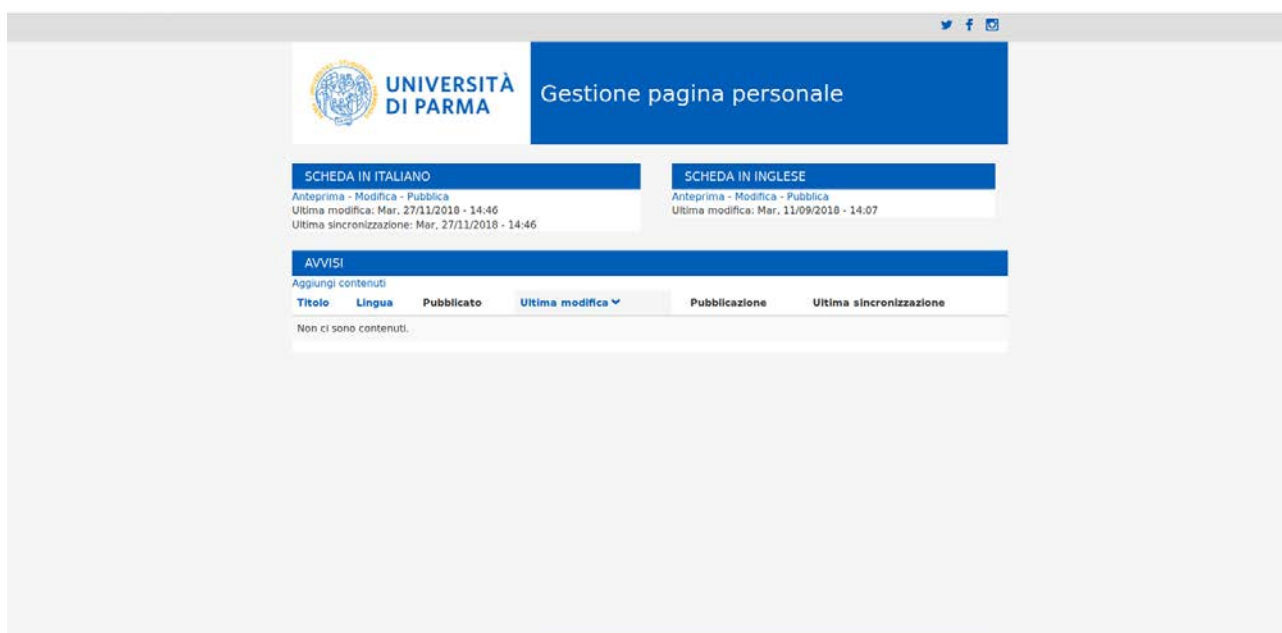 UNIVERSITÀ
DI PARMA
Gestione pagina personale
SCHEDA IN ITALIANO
Anteprima - Modifica - Pubblica
Ultima modifica: Mar, 27/11/2018 - 14:46
Ultima sincronizzazione: Mar, 27/11/2018 - 14:46
SCHEDA IN INGLESE
Anteprima - Modifica - Pubblica
Ultima modifica: Mar, 11/09/2018 - 14:07
AVVISI
Aggiungi contenuti
Titolo Lingua Pubblicato Ultima modifica Pubblicazione Ultima sincronizzazione
Non ci sono contenuti.